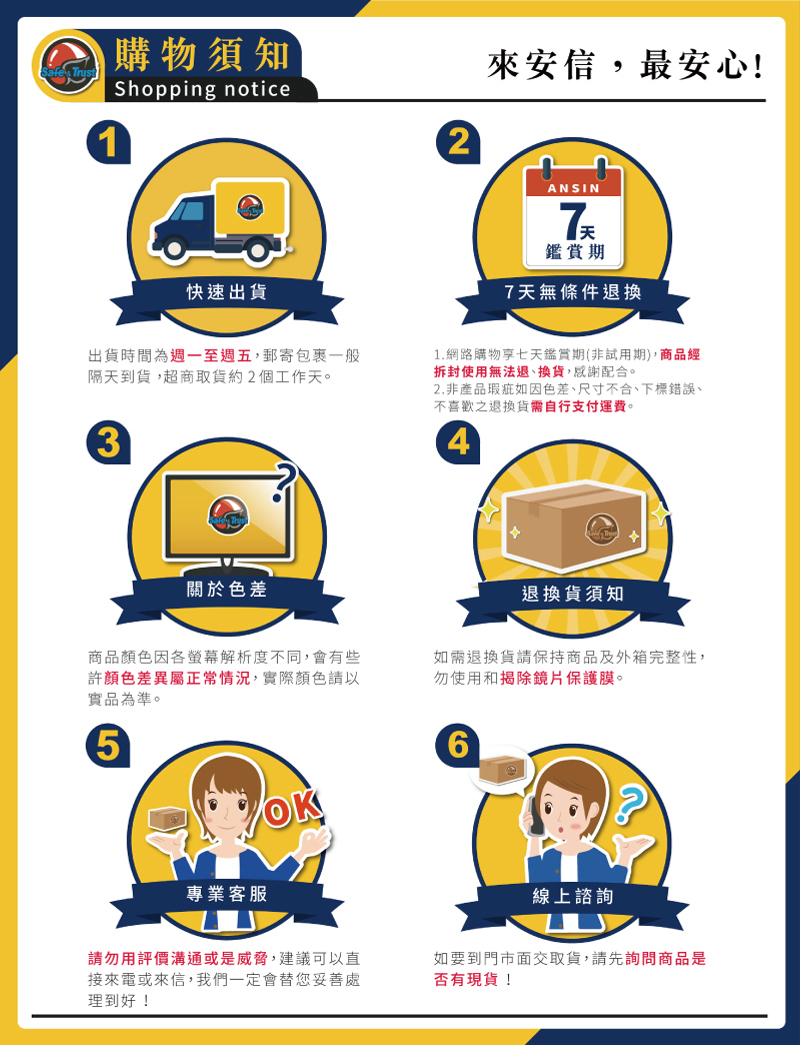 Safe & Trust
購物須知
Shopping notice
來安信，最安心!
1
Safe & Trust
快速出貨
出貨時間為週一至週五，郵寄包裹一般
隔天到貨，超商取貨約 2 個工作天。
2
ANSIN
7天
鑑賞期
7天無條件退換
1.網路購物享七天鑑賞期(非試用期)，商品經
拆封使用無法退、換貨，感謝配合。
2.非產品瑕疵如因色差、尺寸不合、下標錯誤、
不喜歡之退換貨需自行支付運費。
3
?
Safe & Trust
關於色差
商品顏色因各螢幕解析度不同，會有些
許顏色差異屬正常情況，實際顏色請以
實品為準。
4
Safe & Trust
退換貨須知
如需退換貨請保持商品及外箱完整性，
勿使用和揭除鏡片保護膜。
5
OK
專業客服
請勿用評價溝通或是威脅，建議可以直
接來電或來信，我們一定會替您妥善處
理到好！
6
?
線上諮詢
如要到門市面交取貨，請先詢問商品是
否有現貨！